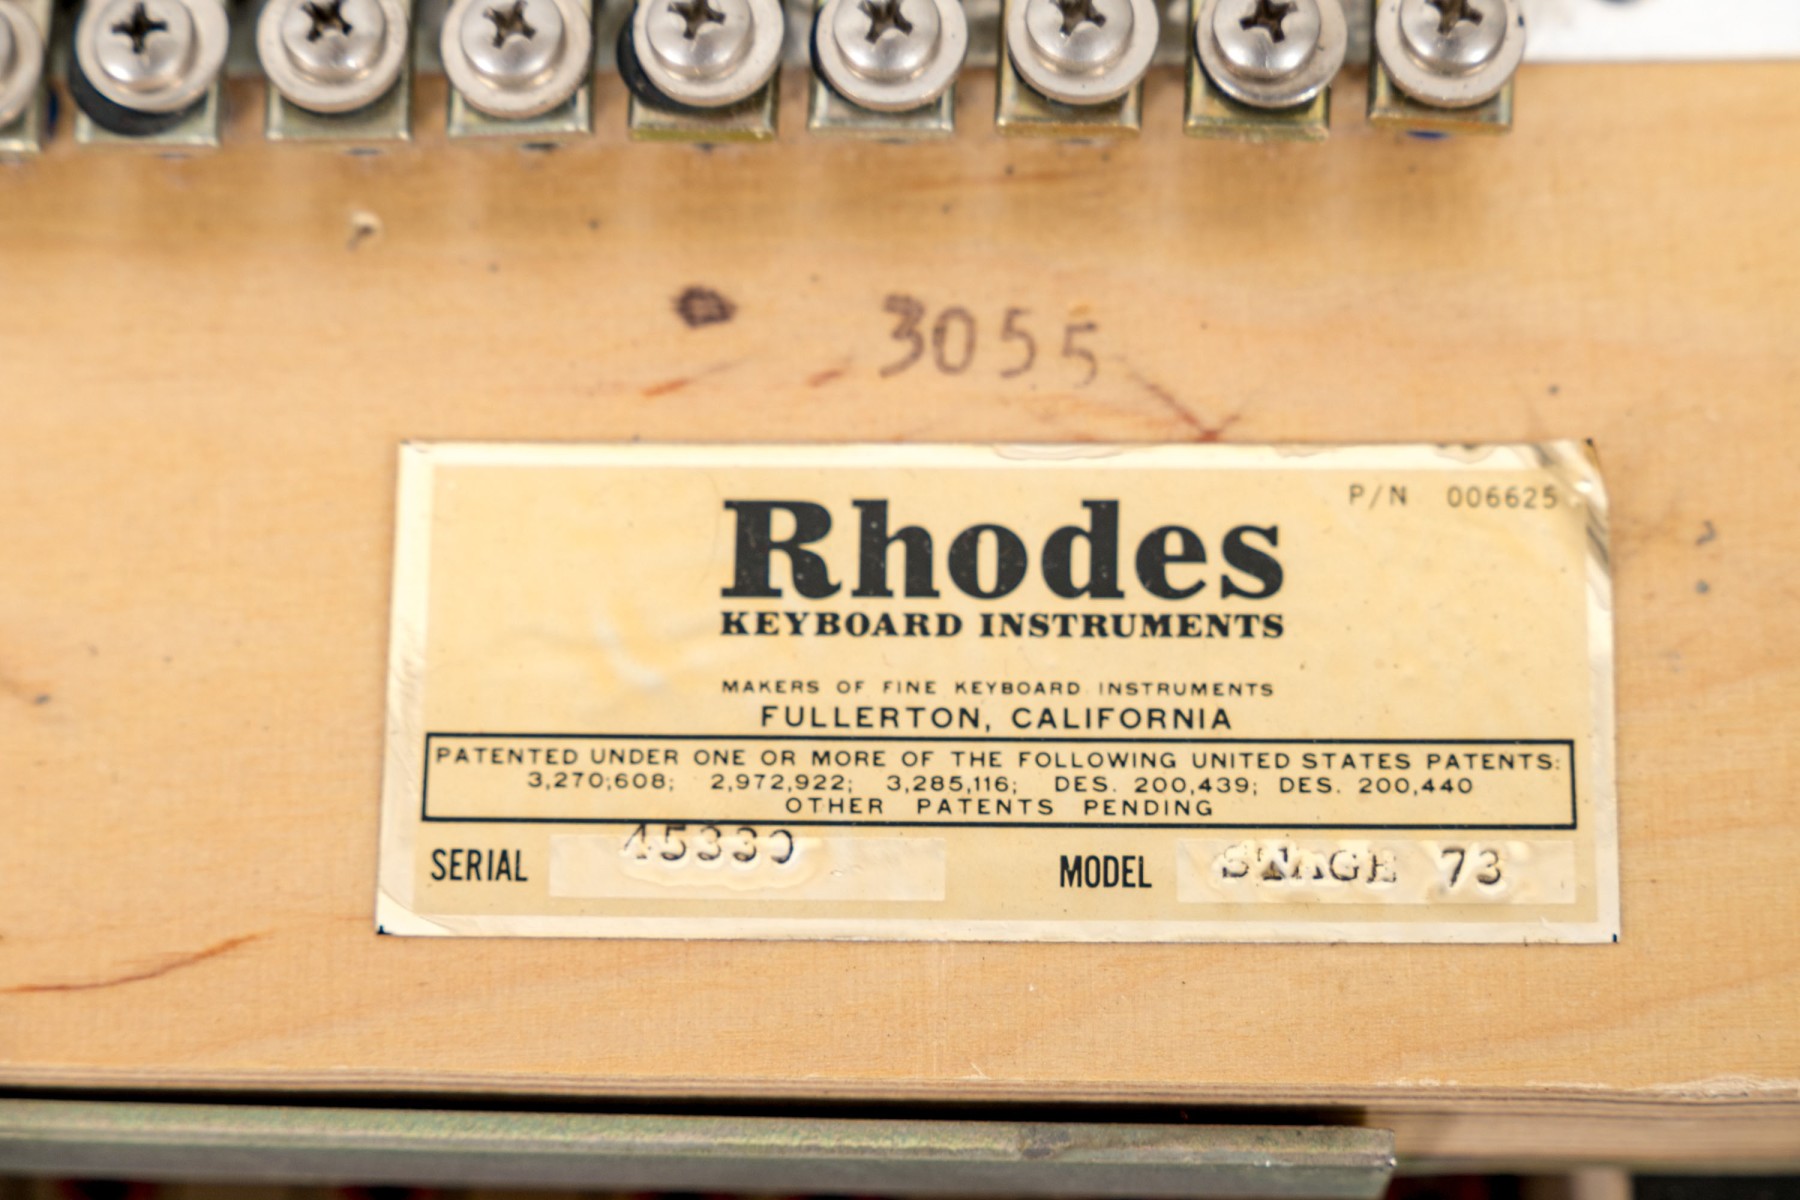 3055
P/N 006625
Rhodes
KEYBOARD INSTRUMENTS
MAKERS OF FINE KEYBOARD INSTRUMENTS
FULLERTON, CALIFORNIA
PATENTED UNDER ONE OR MORE OF THE FOLLOWING UNITED STATES PATENTS:
3,270,608; 2,972,922; 3,285,116; DES. 200,439; DES. 200,440
OTHER PATENTS PENDING
SERIAL 45330 MODEL STAGE 73